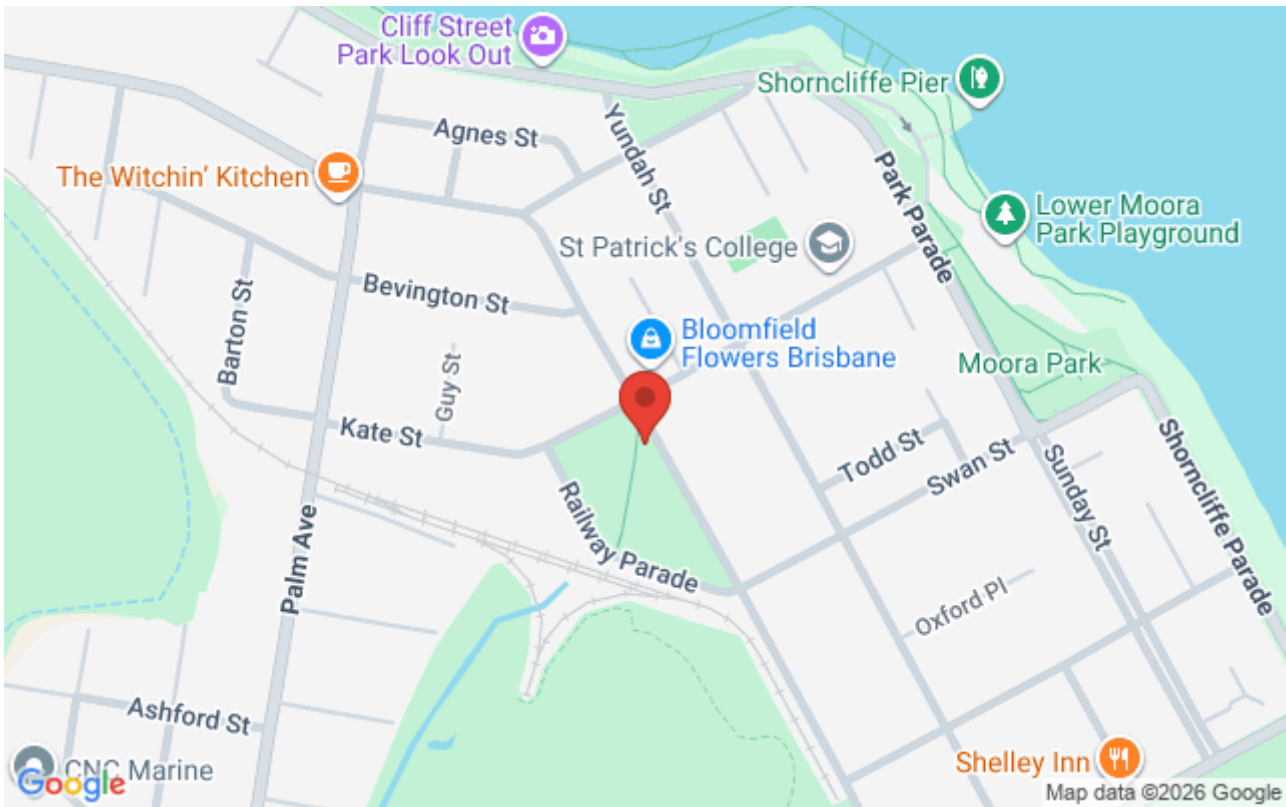 Cliff Street
Park Look Out
Shorncliffe Pier
Agnes St
Yundah St
The Witchin' Kitchen
Park Parade
Lower Moora
Park Playground
St Patrick's College
Bevington St
Barton St
Bloomfield
Flowers Brisbane
Guy St
Moora Park
Kate St
Todd St
Swan St
Sunday St
Shorncliffe Parade
Railway Parade
Palm Ave
Oxford Pl
Ashford St
CNC Marine
Shelley Inn
Google
Map data ©2026 Google